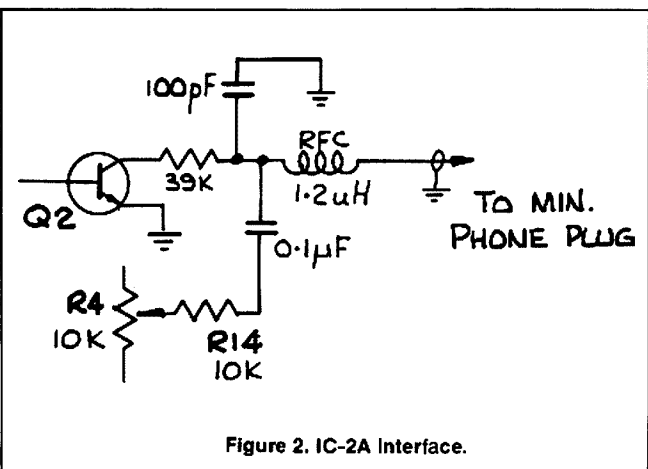 100pF
RFC
39K
1.2uH
Q2
TO MIN.
PHONE PLUG
0.1µF
R4
10K
R14
10K
Figure 2. IC-2A Interface.